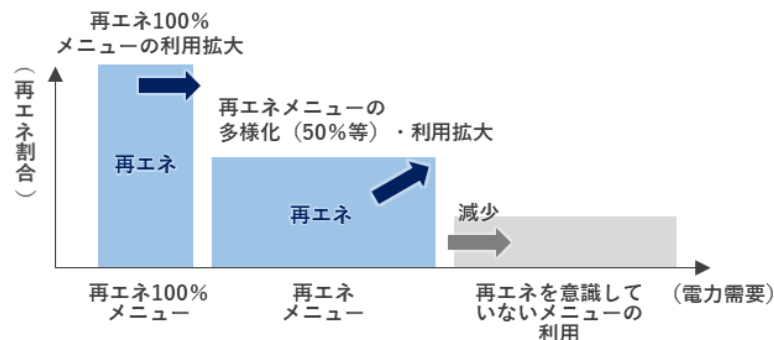 再エネ100%
メニューの利用拡大
（再エネ割合）
再エネメニューの
多様化（50%等）・利用拡大
再エネ
再エネ
減少
再エネ100%
メニュー
再エネ
メニュー
再エネを意識して
いないメニューの
利用
（電力需要）